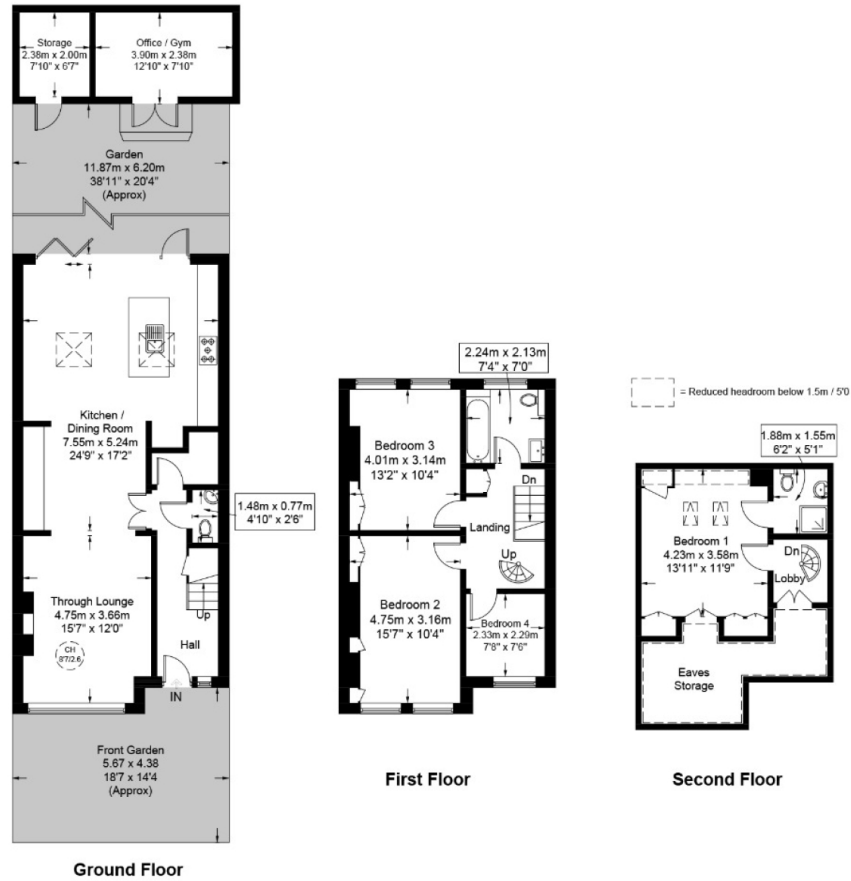 Storage
2.38m x 2.00m
7'10" x 6'7"
Office / Gym
3.90m x 2.38m
12'10" x 7'10"
Garden
11.87m x 6.20m
38'11" x 20'4"
(Approx)
Kitchen /
Dining Room
7.55m x 5.24m
24'9" x 17'2"
1.48m x 0.77m
4'10" x 2'6"
Through Lounge
4.75m x 3.66m
15'7" x 12'0"
CH
8'7/2.6
Up
Hall
IN
Front Garden
5.67 x 4.38
18'7 x 14'4
(Approx)
Ground Floor
2.24m x 2.13m
7'4" x 7'0"
Bedroom 3
4.01m x 3.14m
13'2" x 10'4"
Dn
Landing
Up
Bedroom 2
4.75m x 3.16m
15'7" x 10'4"
Bedroom 4
2.33m x 2.29m
7'8" x 7'6"
First Floor
= Reduced headroom below 1.5m / 5'0
1.88m x 1.55m
6'2" x 5'1"
Bedroom 1
4.23m x 3.58m
13'11" x 11'9"
Dn
Lobby
Eaves
Storage
Second Floor